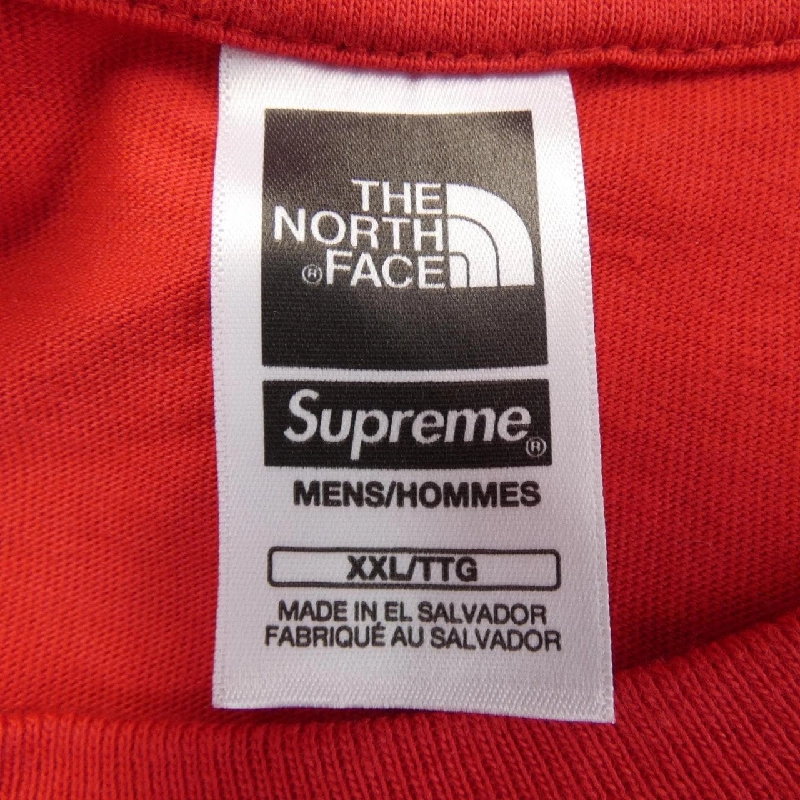 THE
NORTH
® FACE
Supreme®
MENS/HOMMES
XXL/TTG
MADE IN EL SALVADOR
FABRIQUÉ AU SALVADOR